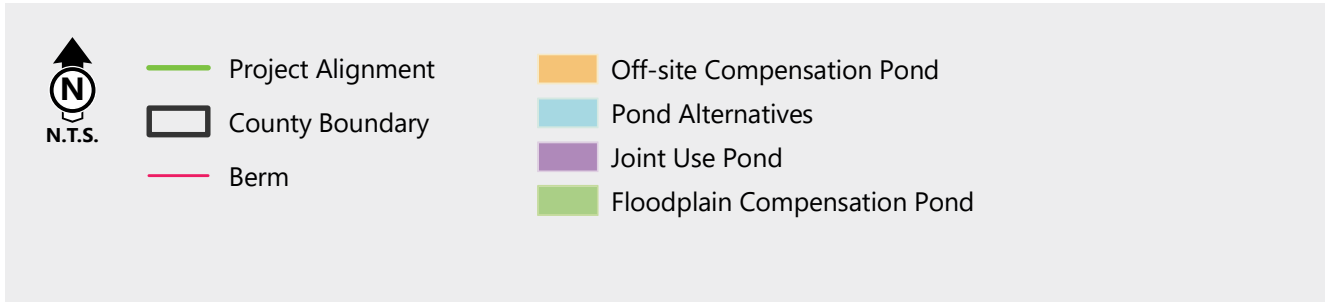 N
N.T.S.
Project Alignment
County Boundary
Berm
Off-site Compensation Pond
Pond Alternatives
Joint Use Pond
Floodplain Compensation Pond